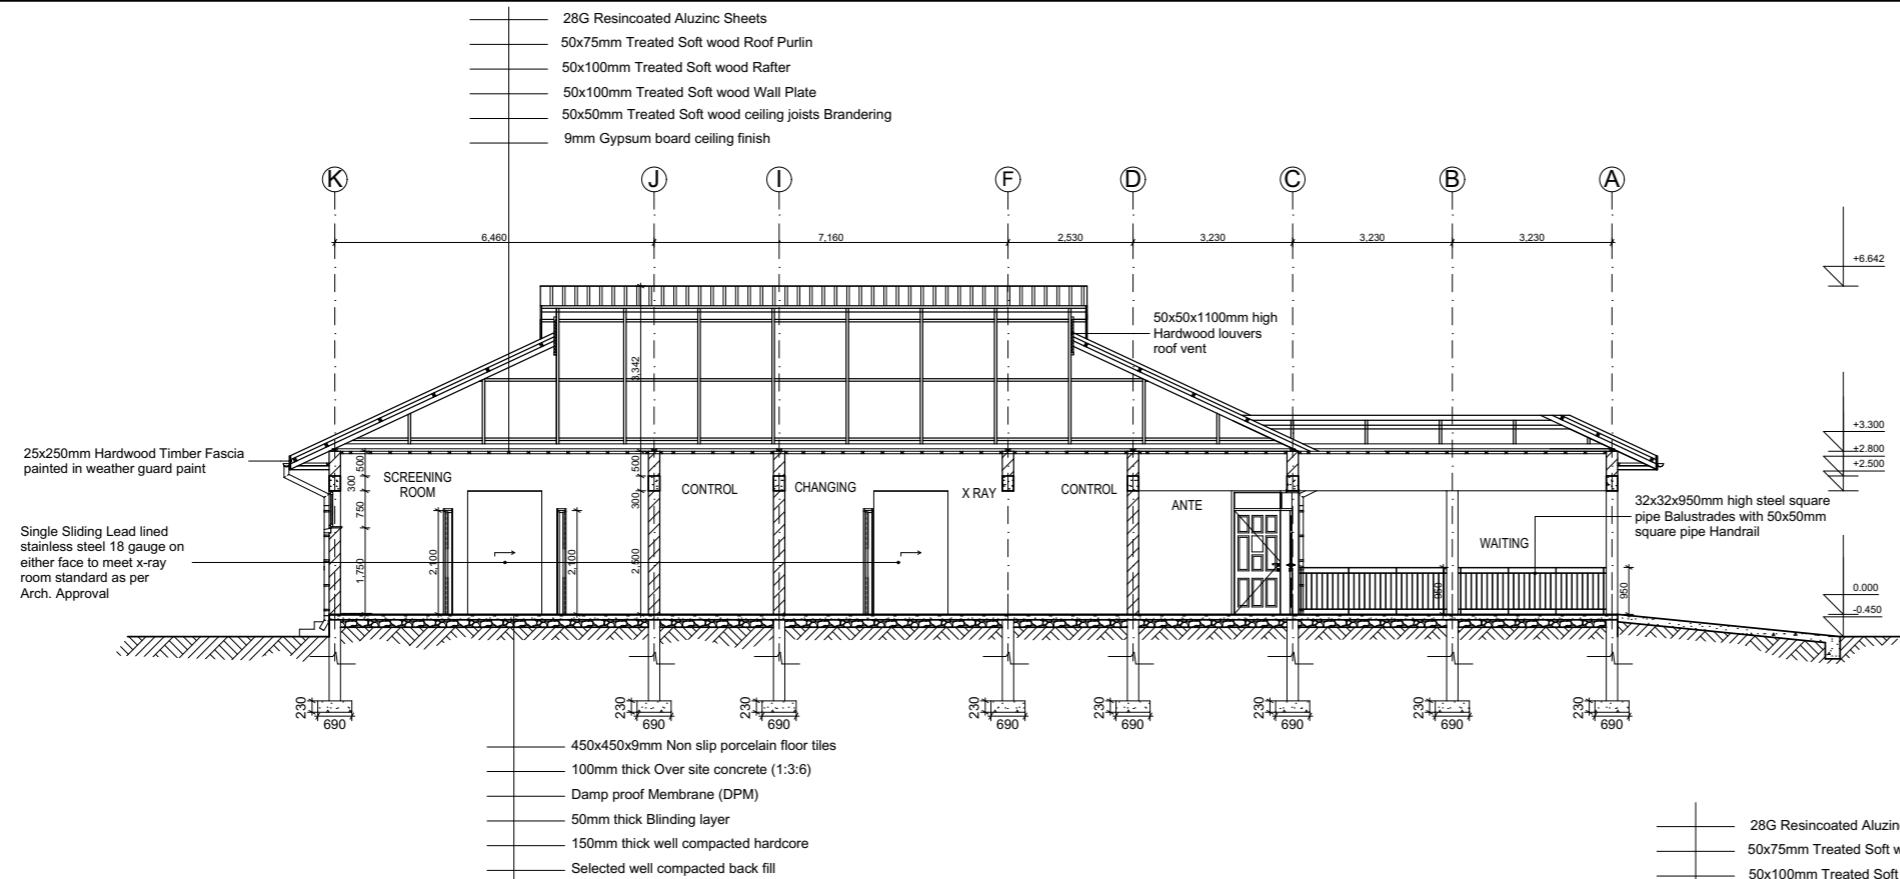 28G Resincoated Aluzinc Sheets
50x75mm Treated Soft wood Roof Purlin
50x100mm Treated Soft wood Rafter
50x100mm Treated Soft wood Wall Plate
50x50mm Treated Soft wood ceiling joists Brandering
9mm Gypsum board ceiling finish
K J I F D C B A
6,460 7,160 2,530 3,230 3,230 3,230
+6.642
50x50x1100mm high
Hardwood louvers
roof vent
3,342
25x250mm Hardwood Timber Fascia
painted in weather guard paint
+3.300
+2.800
+2.500
500
300
750
1,750
SCREENING
ROOM
2,100
2,100
500
300
2,500
CONTROL
CHANGING
X RAY
CONTROL
ANTE
WAITING
950
950
32x32x950mm high steel square
pipe Balustrades with 50x50mm
square pipe Handrail
Single Sliding Lead lined
stainless steel 18 gauge on
either face to meet x-ray
room standard as per
Arch. Approval
0.000
-0.450
230 230 230 230 230 230 230 230
690 690 690 690 690 690 690 690
450x450x9mm Non slip porcelain floor tiles
100mm thick Over site concrete (1:3:6)
Damp proof Membrane (DPM)
50mm thick Blinding layer
150mm thick well compacted hardcore
Selected well compacted back fill
28G Resincoated Aluzin
50x75mm Treated Soft w
50x100mm Treated Soft